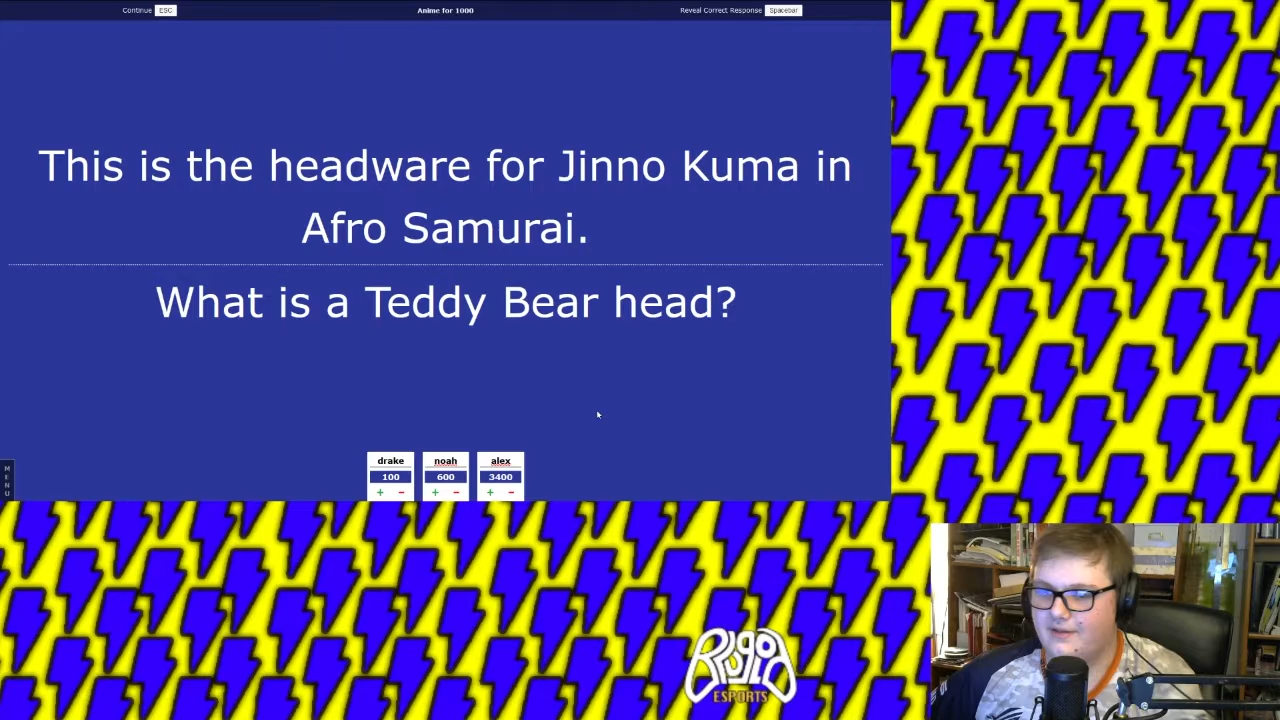 Continue ESC Anime for 1000 Reveal Correct Response Spacebar
This is the headware for Jinno Kuma in
Afro Samurai.
What is a Teddy Bear head?
MENU
drake noah alex
100 600 3400
+ − + − + −
ESPORTS